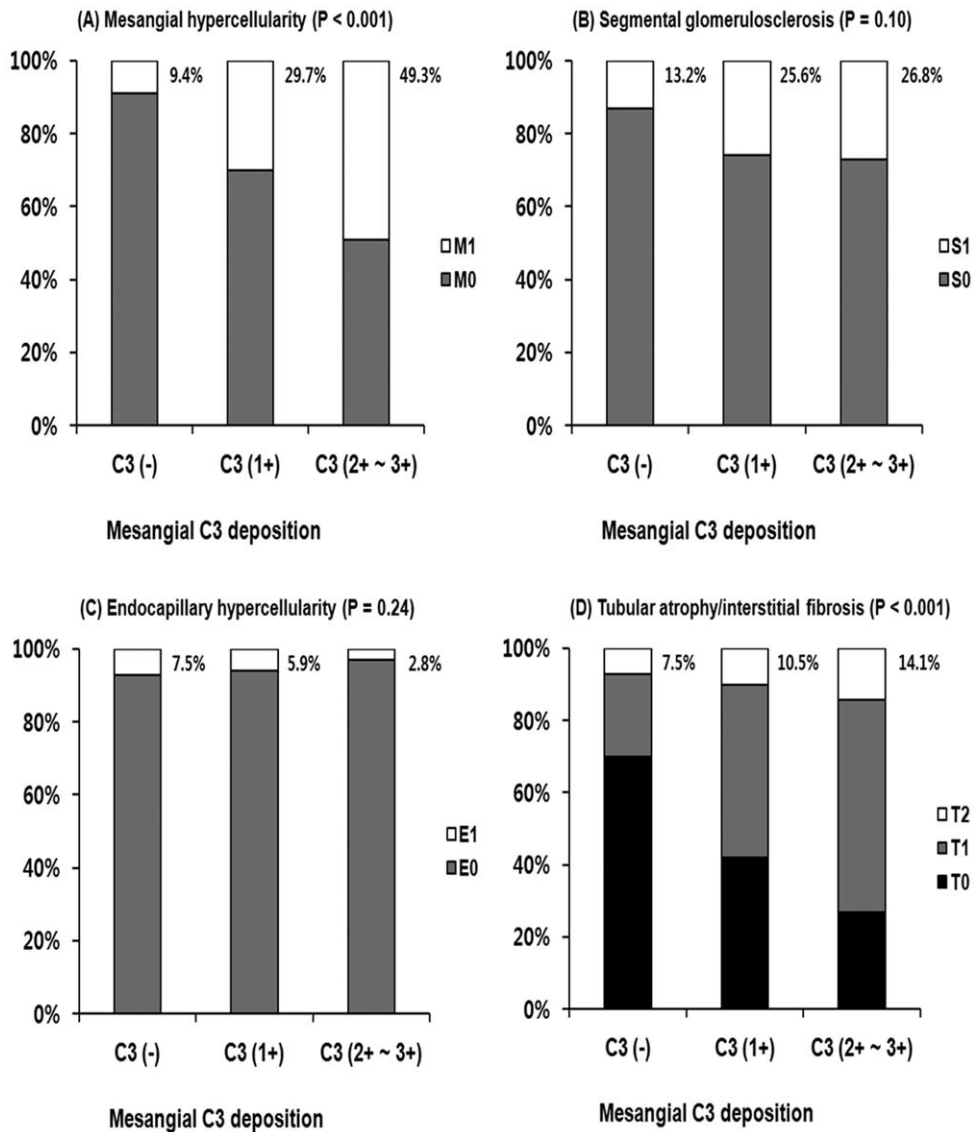 (A) Mesangial hypercellularity (P < 0.001)
100%
80%
60%
40%
20%
0%
9.4%
29.7%
49.3%
M1
M0
C3 (-)
C3 (1+)
C3 (2+ ~ 3+)
Mesangial C3 deposition
(B) Segmental glomerulosclerosis (P = 0.10)
100%
80%
60%
40%
20%
0%
13.2%
25.6%
26.8%
S1
S0
C3 (-)
C3 (1+)
C3 (2+ ~ 3+)
Mesangial C3 deposition
(C) Endocapillary hypercellularity (P = 0.24)
100%
80%
60%
40%
20%
0%
7.5%
5.9%
2.8%
E1
E0
C3 (-)
C3 (1+)
C3 (2+ ~ 3+)
Mesangial C3 deposition
(D) Tubular atrophy/interstitial fibrosis (P < 0.001)
100%
80%
60%
40%
20%
0%
7.5%
10.5%
14.1%
T2
T1
T0
C3 (-)
C3 (1+)
C3 (2+ ~ 3+)
Mesangial C3 deposition